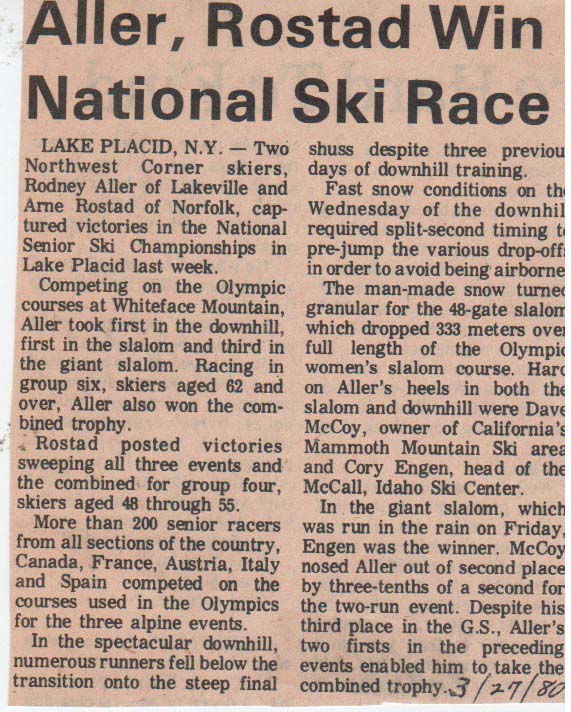 Aller, Rostad Win
National Ski Race
LAKE PLACID, N.Y. — Two
Northwest Corner skiers,
Rodney Aller of Lakeville and
Arne Rostad of Norfolk, cap-
tured victories in the National
Senior Ski Championships in
Lake Placid last week.
Competing on the Olympic
courses at Whiteface Mountain,
Aller took first in the downhill,
first in the slalom and third in
the giant slalom. Racing in
group six, skiers aged 62 and
over, Aller also won the com-
bined trophy.
Rostad posted victories
sweeping all three events and
the combined for group four,
skiers aged 48 through 55.
More than 200 senior racers
from all sections of the country,
Canada, France, Austria, Italy
and Spain competed on the
courses used in the Olympics
for the three alpine events.
In the spectacular downhill,
numerous runners fell below the
transition onto the steep final
shuss despite three previou
days of downhill training.
Fast snow conditions on th
Wednesday of the downhil
required split-second timing t
pre-jump the various drop-off
in order to avoid being airborne
The man-made snow turned
granular for the 48-gate slalom
which dropped 333 meters over
full length of the Olympic
women's slalom course. Hard
on Aller's heels in both the
slalom and downhill were Dave
McCoy, owner of California's
Mammoth Mountain Ski area
and Cory Engen, head of the
McCall, Idaho Ski Center.
In the giant slalom, which
was run in the rain on Friday,
Engen was the winner. McCoy
nosed Aller out of second place
by three-tenths of a second for
the two-run event. Despite his
third place in the G.S., Aller's
two firsts in the preceding
events enabled him to take the
combined trophy. 3/27/80